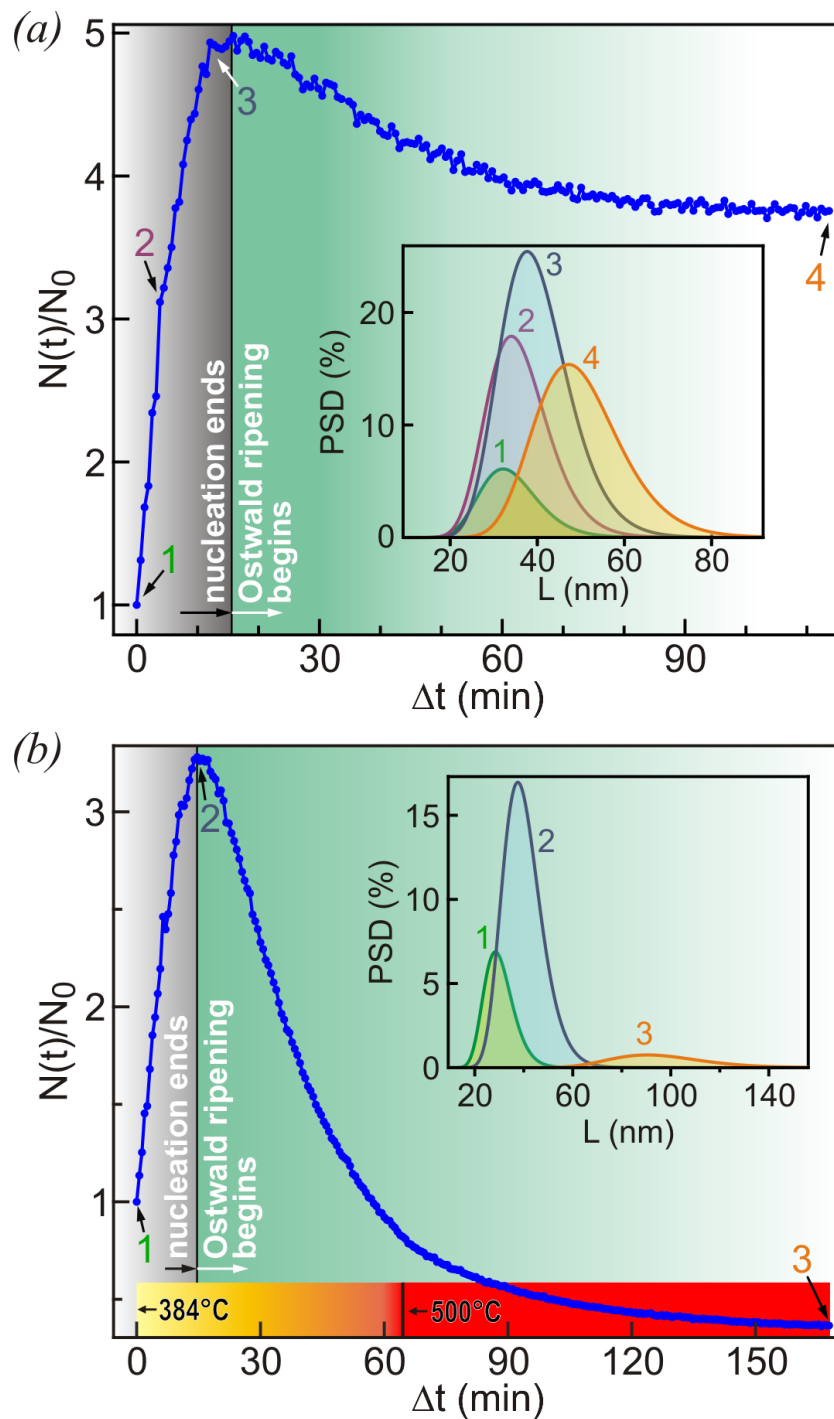 (a)
5
4
3
2
1
N(t)/N0
3
2
1
4
nucleation ends
Ostwald ripening
begins
0
30
60
90
Δt (min)
20
10
0
PSD (%)
3
2
4
1
20
40
60
80
L (nm)
(b)
3
2
1
N(t)/N0
2
1
3
nucleation ends
Ostwald ripening
begins
384°C
500°C
0
30
60
90
120
150
Δt (min)
15
10
5
0
PSD (%)
2
1
3
20
60
100
140
L (nm)